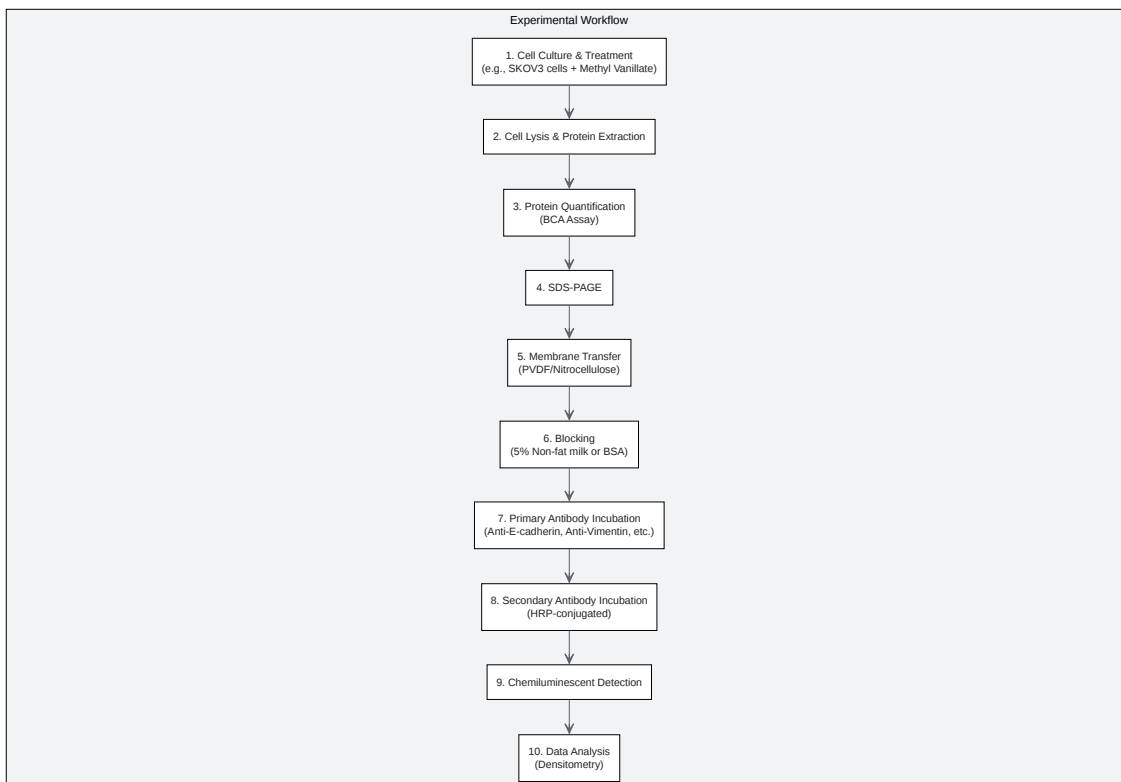 Experimental Workflow
1. Cell Culture & Treatment
(e.g., SKOV3 cells + Methyl Vanillate)
2. Cell Lysis & Protein Extraction
3. Protein Quantification
(BCA Assay)
4. SDS-PAGE
5. Membrane Transfer
(PVDF/Nitrocellulose)
6. Blocking
(5% Non-fat milk or BSA)
7. Primary Antibody Incubation
(Anti-E-cadherin, Anti-Vimentin, etc.)
8. Secondary Antibody Incubation
(HRP-conjugated)
9. Chemiluminescent Detection
10. Data Analysis
(Densitometry)